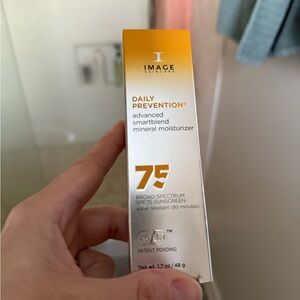 I
IMAGE
SKINCARE
DAILY
PREVENTION®
advanced
smartblend
mineral moisturizer
75
BROAD SPECTRUM
SPF 75 SUNSCREEN
water resistant (80 minutes)
PATENT PENDING
Net wt. 1.7 oz/48 g